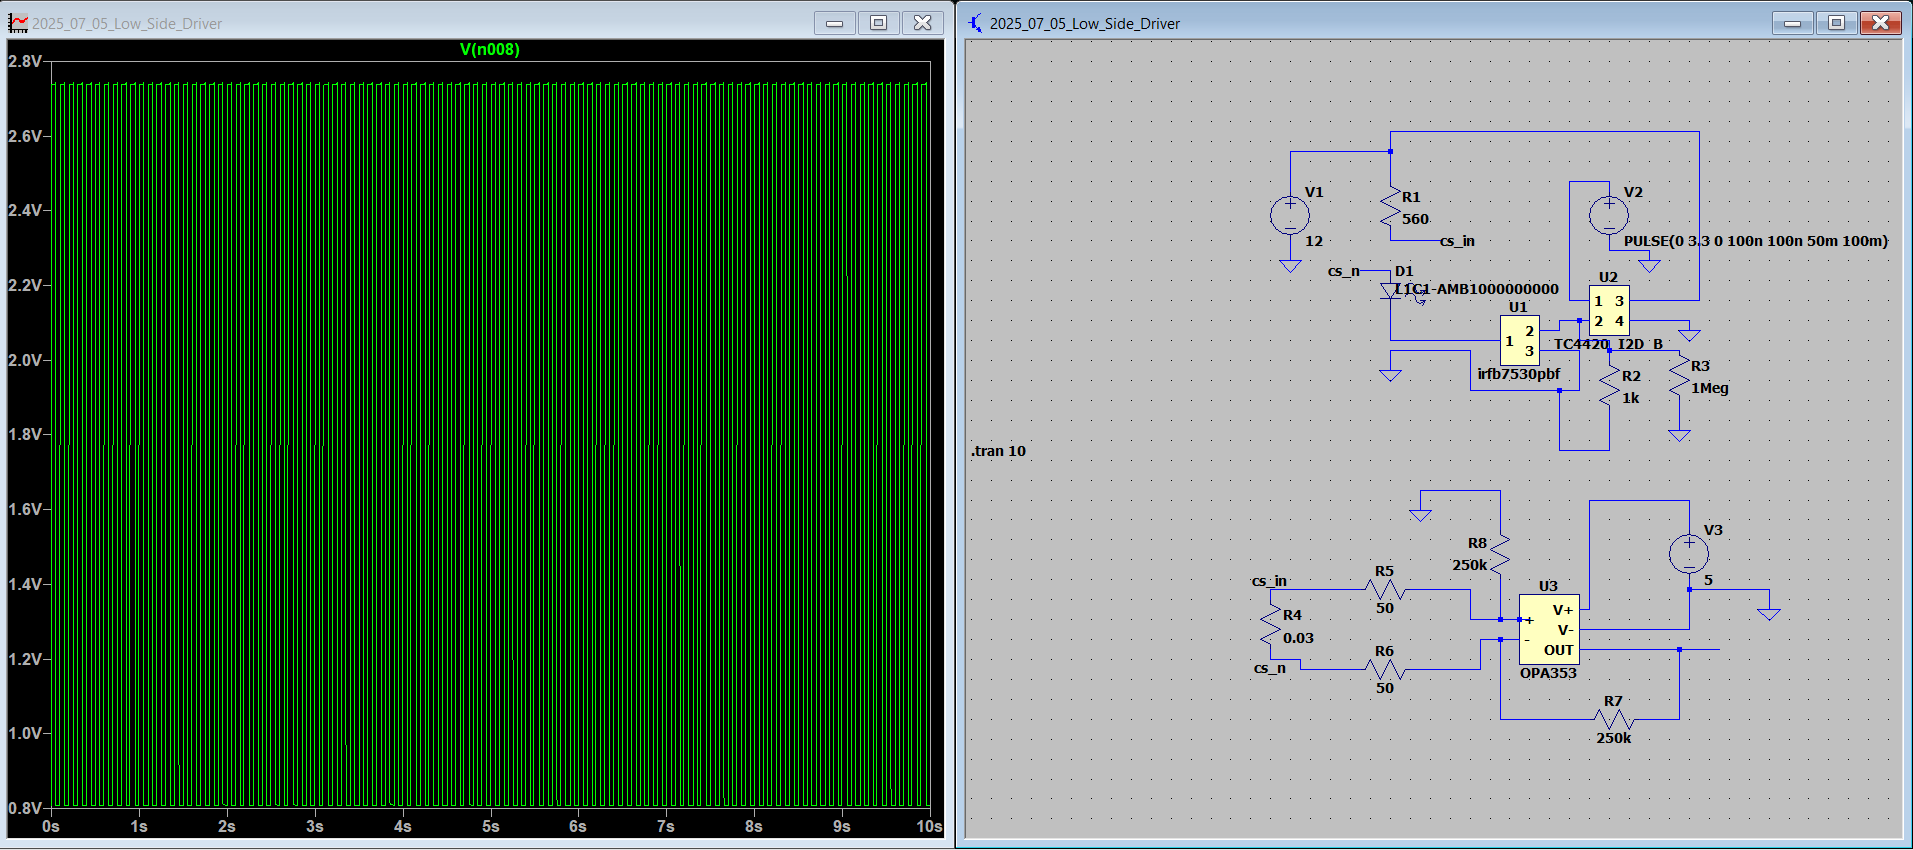 2025_07_05_Low_Side_Driver
V(n008)
2.8V
2.6V
2.4V
2.2V
2.0V
1.8V
1.6V
1.4V
1.2V
1.0V
0.8V
0s 1s 2s 3s 4s 5s 6s 7s 8s 9s 10s
2025_07_05_Low_Side_Driver
V1
12
R1
560
cs_in
V2
PULSE(0 3.3 0 100n 100n 50m 100m)
cs_n
D1
L1C1-AMB1000000000
U1
1
2
3
irfb7530pbf
U2
1 3
2 4
TC4420_I2D_B
R2
1k
R3
1Meg
.tran 10
R8
250k
V3
5
cs_in
R5
50
R4
0.03
cs_n
R6
50
U3
V+
+
V-
-
OUT
OPA353
R7
250k